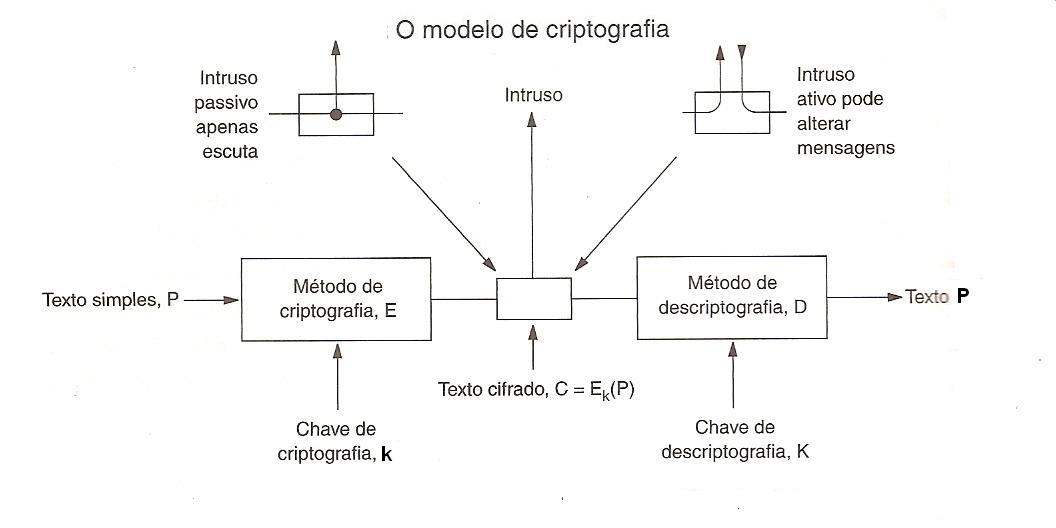 O modelo de criptografia
Intruso
passivo
apenas
escuta
Intruso
Intruso
ativo pode
alterar
mensagens
Texto simples, P
Método de
criptografia, E
Método de
descriptografia, D
Texto P
Texto cifrado, C = Ek(P)
Chave de
criptografia, k
Chave de
descriptografia, K